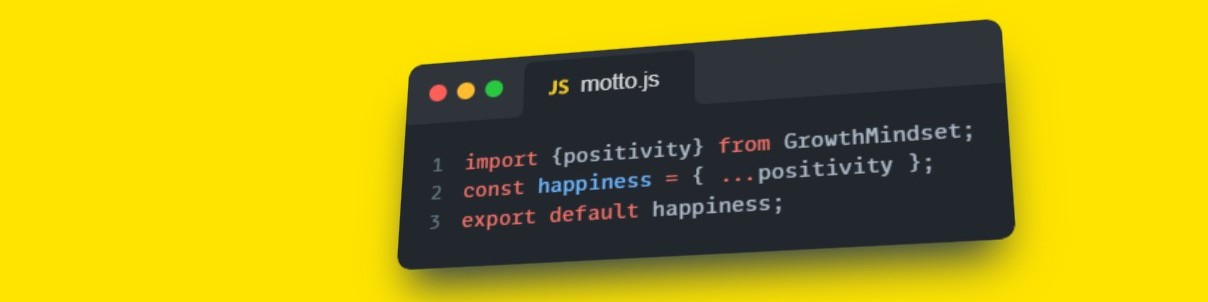 JS motto.js
1 import {positivity} from GrowthMindset;
2 const happiness = { ...positivity };
3 export default happiness;